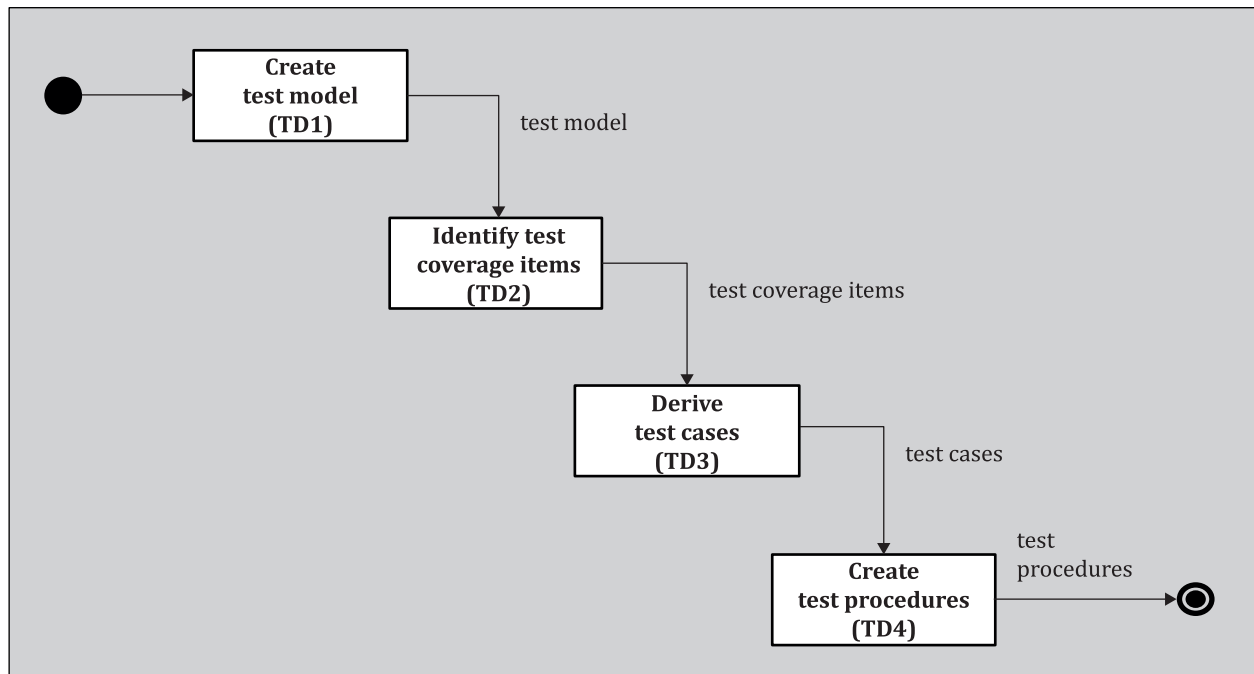 Create
test model
(TD1)
test model
Identify test
coverage items
(TD2)
test coverage items
Derive
test cases
(TD3)
test cases
Create
test procedures
(TD4)
test
procedures